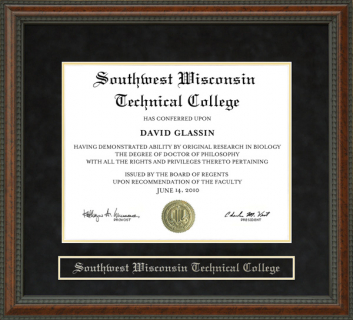 Southwest Wisconsin
Technical College
HAS CONFERRED UPON
DAVID GLASSIN
HAVING DEMONSTRATED ABILITY BY ORIGINAL RESEARCH IN BIOLOGY
THE DEGREE OF DOCTOR OF PHILOSOPHY
WITH ALL THE RIGHTS AND PRIVILEGES THERETO PERTAINING
ISSUED BY THE BOARD OF REGENTS
UPON RECOMMENDATION OF THE FACULTY
JUNE 14, 2010
PROVOST
PRESIDENT
Southwest Wisconsin Technical College